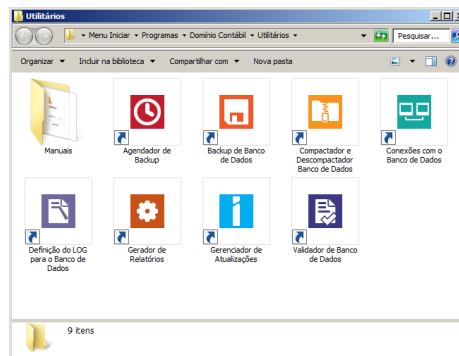 Utilitários
Menu Iniciar Programas Domínio Contábil Utilitários Pesquisar...
Organizar Incluir na biblioteca Compartilhar com Nova pasta
Manuais
Agendador de
Backup
Backup de Banco
de Dados
Compactador e
Descompactador
Banco de Dados
Conexões com o
Banco de Dados
Definição do LOG
para o Banco de
Dados
Gerador de
Relatórios
Gerenciador de
Atualizações
Validador de Banco
de Dados
9 itens